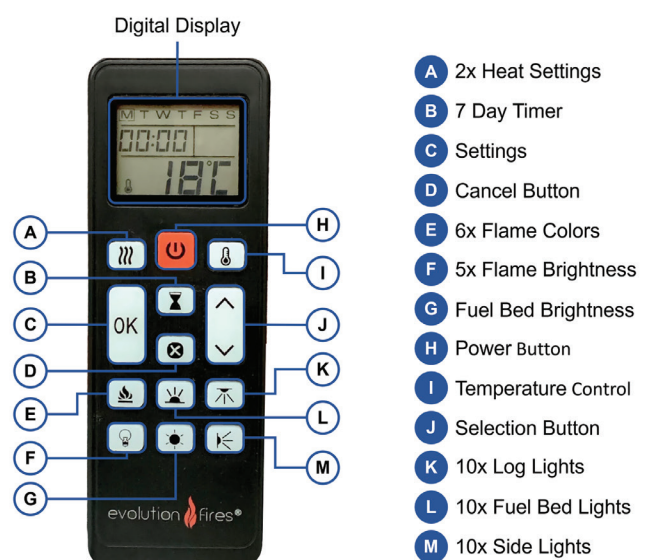 Digital Display
M T W T F S S
00:00
18°C
OK
evolution fires®
A
B
C
D
E
F
G
H
I
J
K
L
M
A 2x Heat Settings
B 7 Day Timer
C Settings
D Cancel Button
E 6x Flame Colors
F 5x Flame Brightness
G Fuel Bed Brightness
H Power Button
I Temperature Control
J Selection Button
K 10x Log Lights
L 10x Fuel Bed Lights
M 10x Side Lights